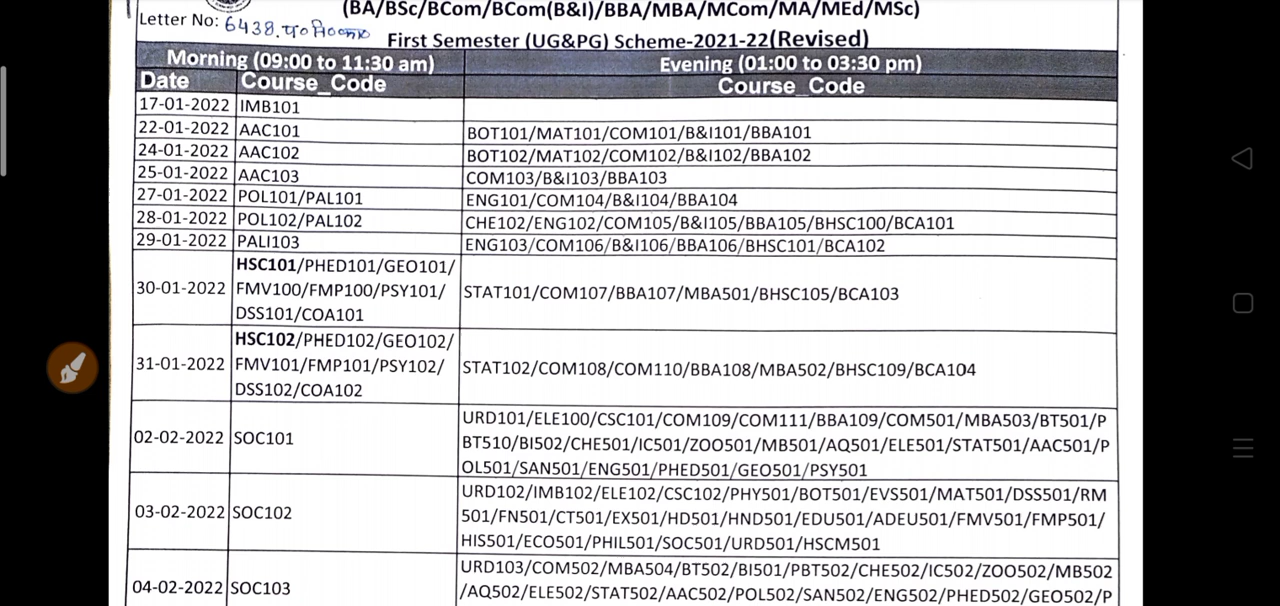 (BA/BSc/BCom/BCom(B&I)/BBA/MBA/MCom/MA/MEd/MSc)
Letter No: 6438
First Semester (UG&PG) Scheme-2021-22(Revised)
Morning (09:00 to 11:30 am) Evening (01:00 to 03:30 pm)
Date Course_Code Course_Code
17-01-2022 IMB101
22-01-2022 AAC101 BOT101/MAT101/COM101/B&I101/BBA101
24-01-2022 AAC102 BOT102/MAT102/COM102/B&I102/BBA102
25-01-2022 AAC103 COM103/B&I103/BBA103
27-01-2022 POL101/PAL101 ENG101/COM104/B&I104/BBA104
28-01-2022 POL102/PAL102 CHE102/ENG102/COM105/B&I105/BBA105/BHSC100/BCA101
29-01-2022 PALI103 ENG103/COM106/B&I106/BBA106/BHSC101/BCA102
HSC101/PHED101/GEO101/
30-01-2022 FMV100/FMP100/PSY101/ STAT101/COM107/BBA107/MBA501/BHSC105/BCA103
DSS101/COA101
HSC102/PHED102/GEO102/
31-01-2022 FMV101/FMP101/PSY102/ STAT102/COM108/COM110/BBA108/MBA502/BHSC109/BCA104
DSS102/COA102
URD101/ELE100/CSC101/COM109/COM111/BBA109/COM501/MBA503/BT501/P
02-02-2022 SOC101 BT510/BI502/CHE501/IC501/ZOO501/MB501/AQ501/ELE501/STAT501/AAC501/P
OL501/SAN501/ENG501/PHED501/GEO501/PSY501
URD102/IMB102/ELE102/CSC102/PHY501/BOT501/EVS501/MAT501/DSS501/RM
03-02-2022 SOC102 501/FN501/CT501/EX501/HD501/HND501/EDU501/ADEU501/FMV501/FMP501/
HIS501/ECO501/PHIL501/SOC501/URD501/HSCM501
URD103/COM502/MBA504/BT502/BI501/PBT502/CHE502/IC502/ZOO502/MB502
04-02-2022 SOC103 /AQ502/ELE502/STAT502/AAC502/POL502/SAN502/ENG502/PHED502/GEO502/P